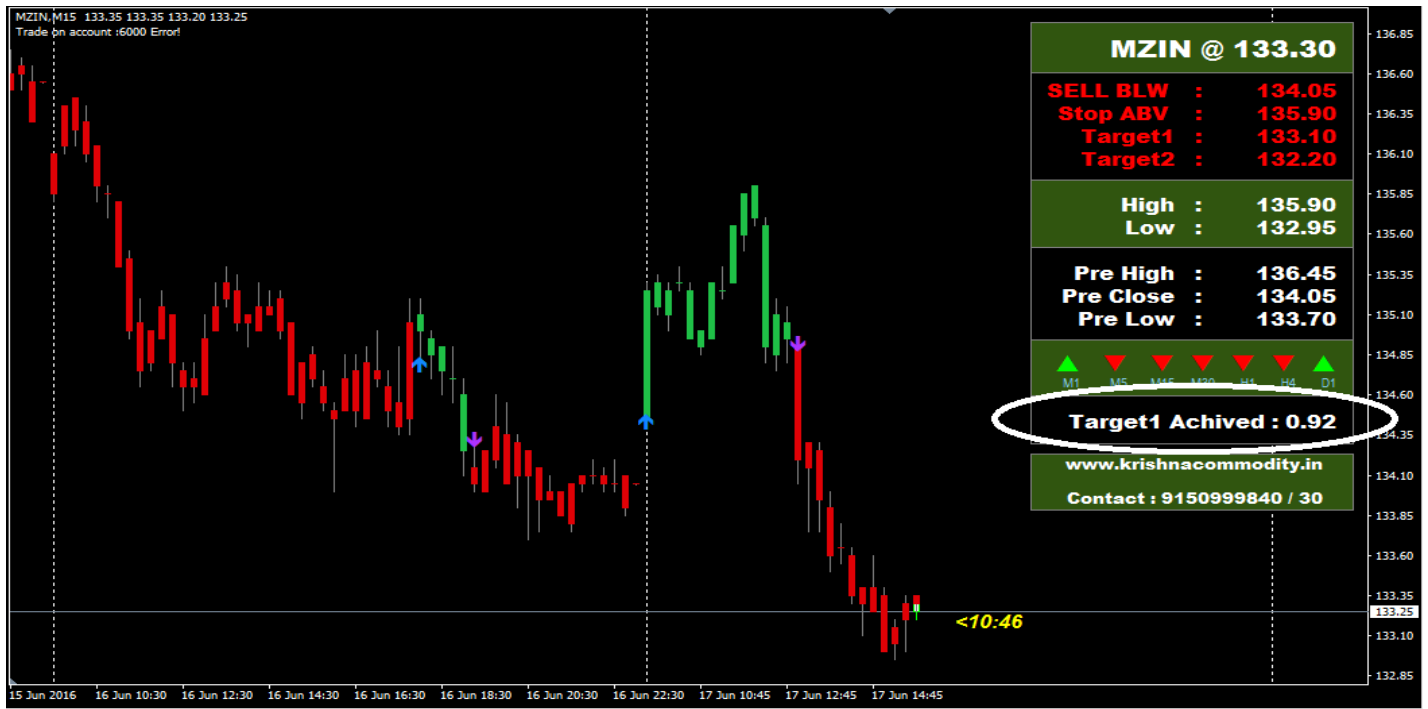 MZIN,M15 133.35 133.35 133.20 133.25
Trade on account :6000 Error!
MZIN @ 133.30
SELL BLW : 134.05
Stop ABV : 135.90
Target1 : 133.10
Target2 : 132.20
High : 135.90
Low : 132.95
Pre High : 136.45
Pre Close : 134.05
Pre Low : 133.70
M1 M5 M15 M30 H1 H4 D1
Target1 Achived : 0.92
www.krishnacommodity.in
Contact : 9150999840 / 30
<10:46
136.85
136.60
136.35
136.10
135.85
135.60
135.35
135.10
134.85
134.60
134.35
134.10
133.85
133.60
133.35
133.25
133.10
132.85
15 Jun 2016 16 Jun 10:30 16 Jun 12:30 16 Jun 14:30 16 Jun 16:30 16 Jun 18:30 16 Jun 20:30 16 Jun 22:30 17 Jun 10:45 17 Jun 12:45 17 Jun 14:45